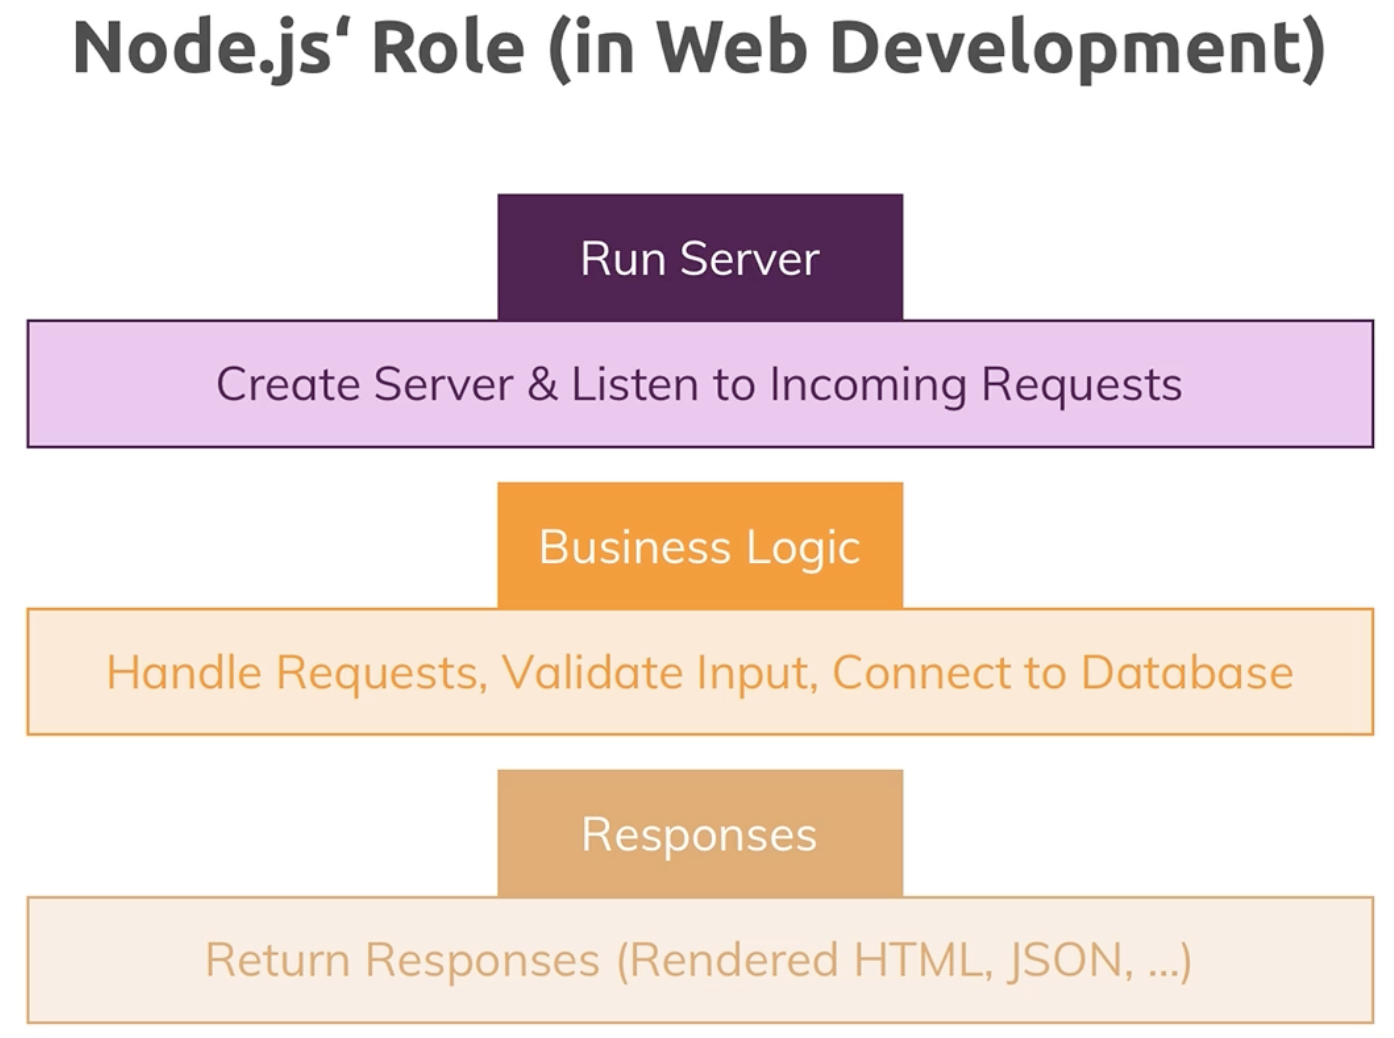 Node.js‘ Role (in Web Development)
Run Server
Create Server & Listen to Incoming Requests
Business Logic
Handle Requests, Validate Input, Connect to Database
Responses
Return Responses (Rendered HTML, JSON, ...)